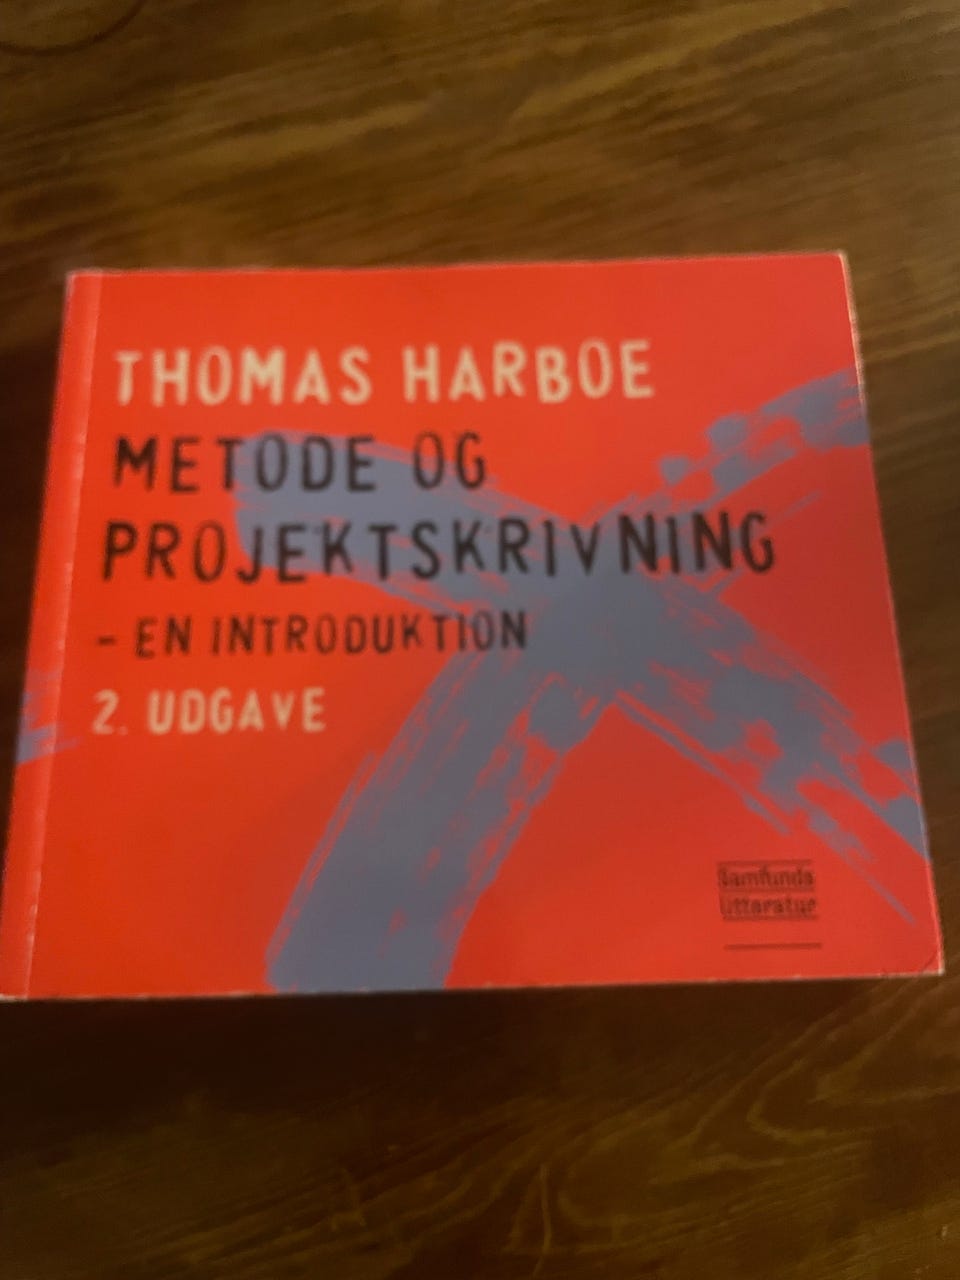 THOMAS HARBOE
METODE OG
PROJEKTSKRIVNING
- EN INTRODUKTION
2. UDGAVE
Samfunds
litteratur